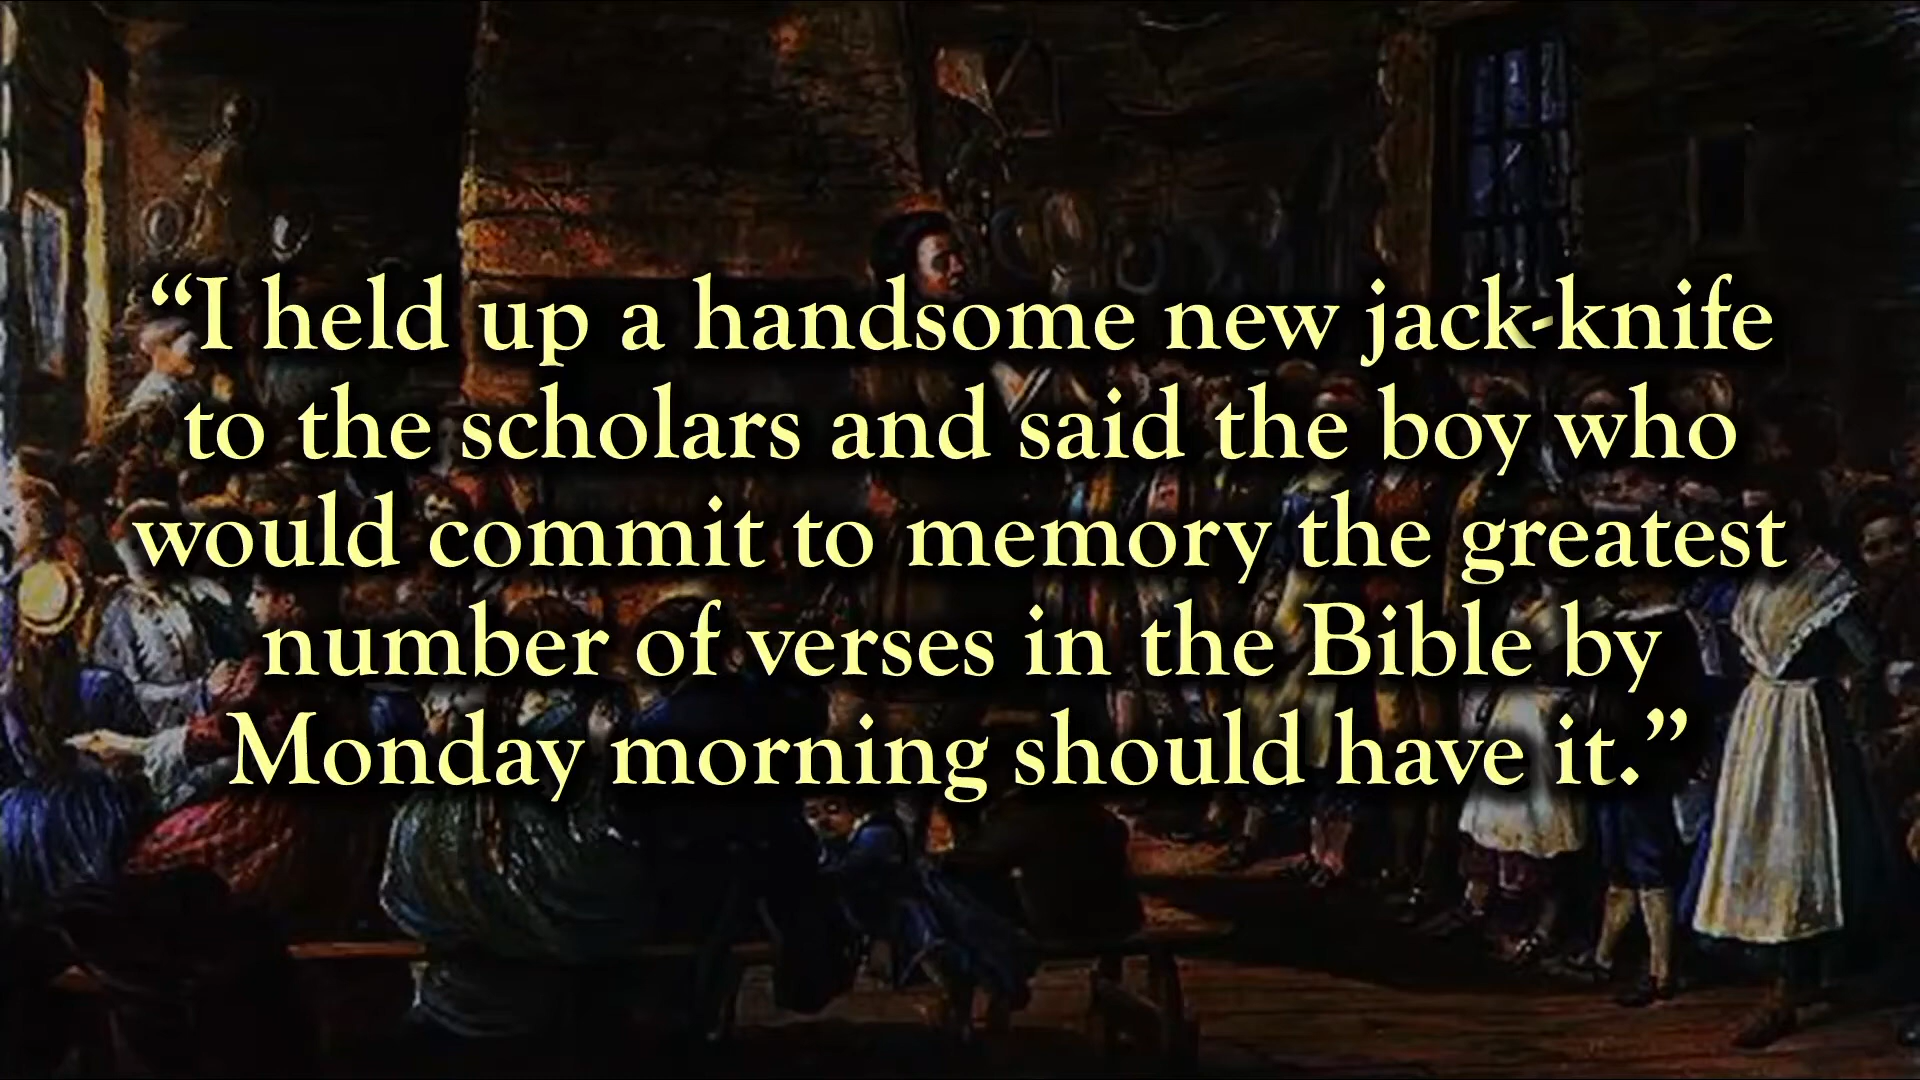 “I held up a handsome new jack-knife
to the scholars and said the boy who
would commit to memory the greatest
number of verses in the Bible by
Monday morning should have it.”